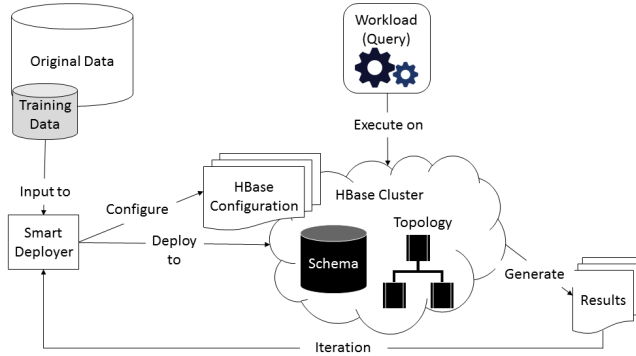 Original Data
Training
Data
Workload
(Query)
Execute on
Input to
Smart
Deployer
Configure
HBase
Configuration
Deploy
to
HBase Cluster
Topology
Schema
Generate
Results
Iteration